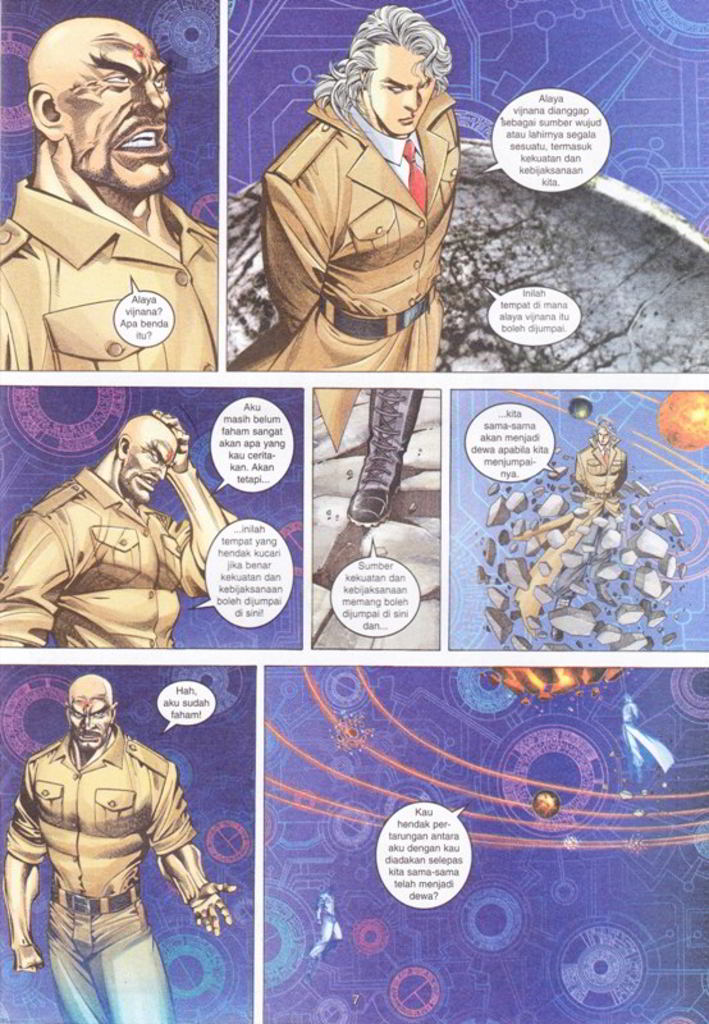 Alaya
vijnana?
Apa benda
itu?
Alaya
vijnana dianggap
sebagai sumber wujud
atau lahirnya segala
sesuatu, termasuk
kekuatan dan
kebijaksanaan
kita.
Inilah
tempat di mana
alaya vijnana itu
boleh dijumpai.
Aku
masih belum
faham sangat
akan apa yang
kau cerita-
kan. Akan
tetapi...
...inilah
tempat yang
hendak kucari
jika benar
kekuatan dan
kebijaksanaan
boleh dijumpai
di sini!
Sumber
kekuatan dan
kebijaksanaan
memang boleh
dijumpai di sini
dan...
...kita
sama-sama
akan menjadi
dewa apabila kita
menjumpai-
nya.
Hah,
aku sudah
faham!
Kau
hendak per-
tarungan antara
aku dengan kau
diadakan selepas
kita sama-sama
telah menjadi
dewa?
7